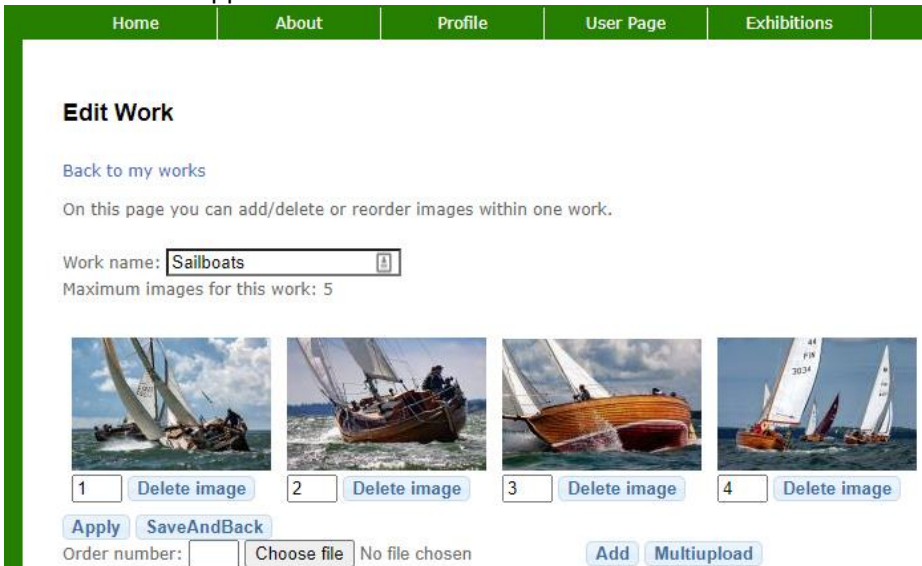 Home About Profile User Page Exhibitions
Edit Work
Back to my works
On this page you can add/delete or reorder images within one work.
Work name: Sailboats
Maximum images for this work: 5
44
FIN
3034
1 Delete image 2 Delete image 3 Delete image 4 Delete image
Apply SaveAndBack
Order number: Choose file No file chosen Add Multiupload